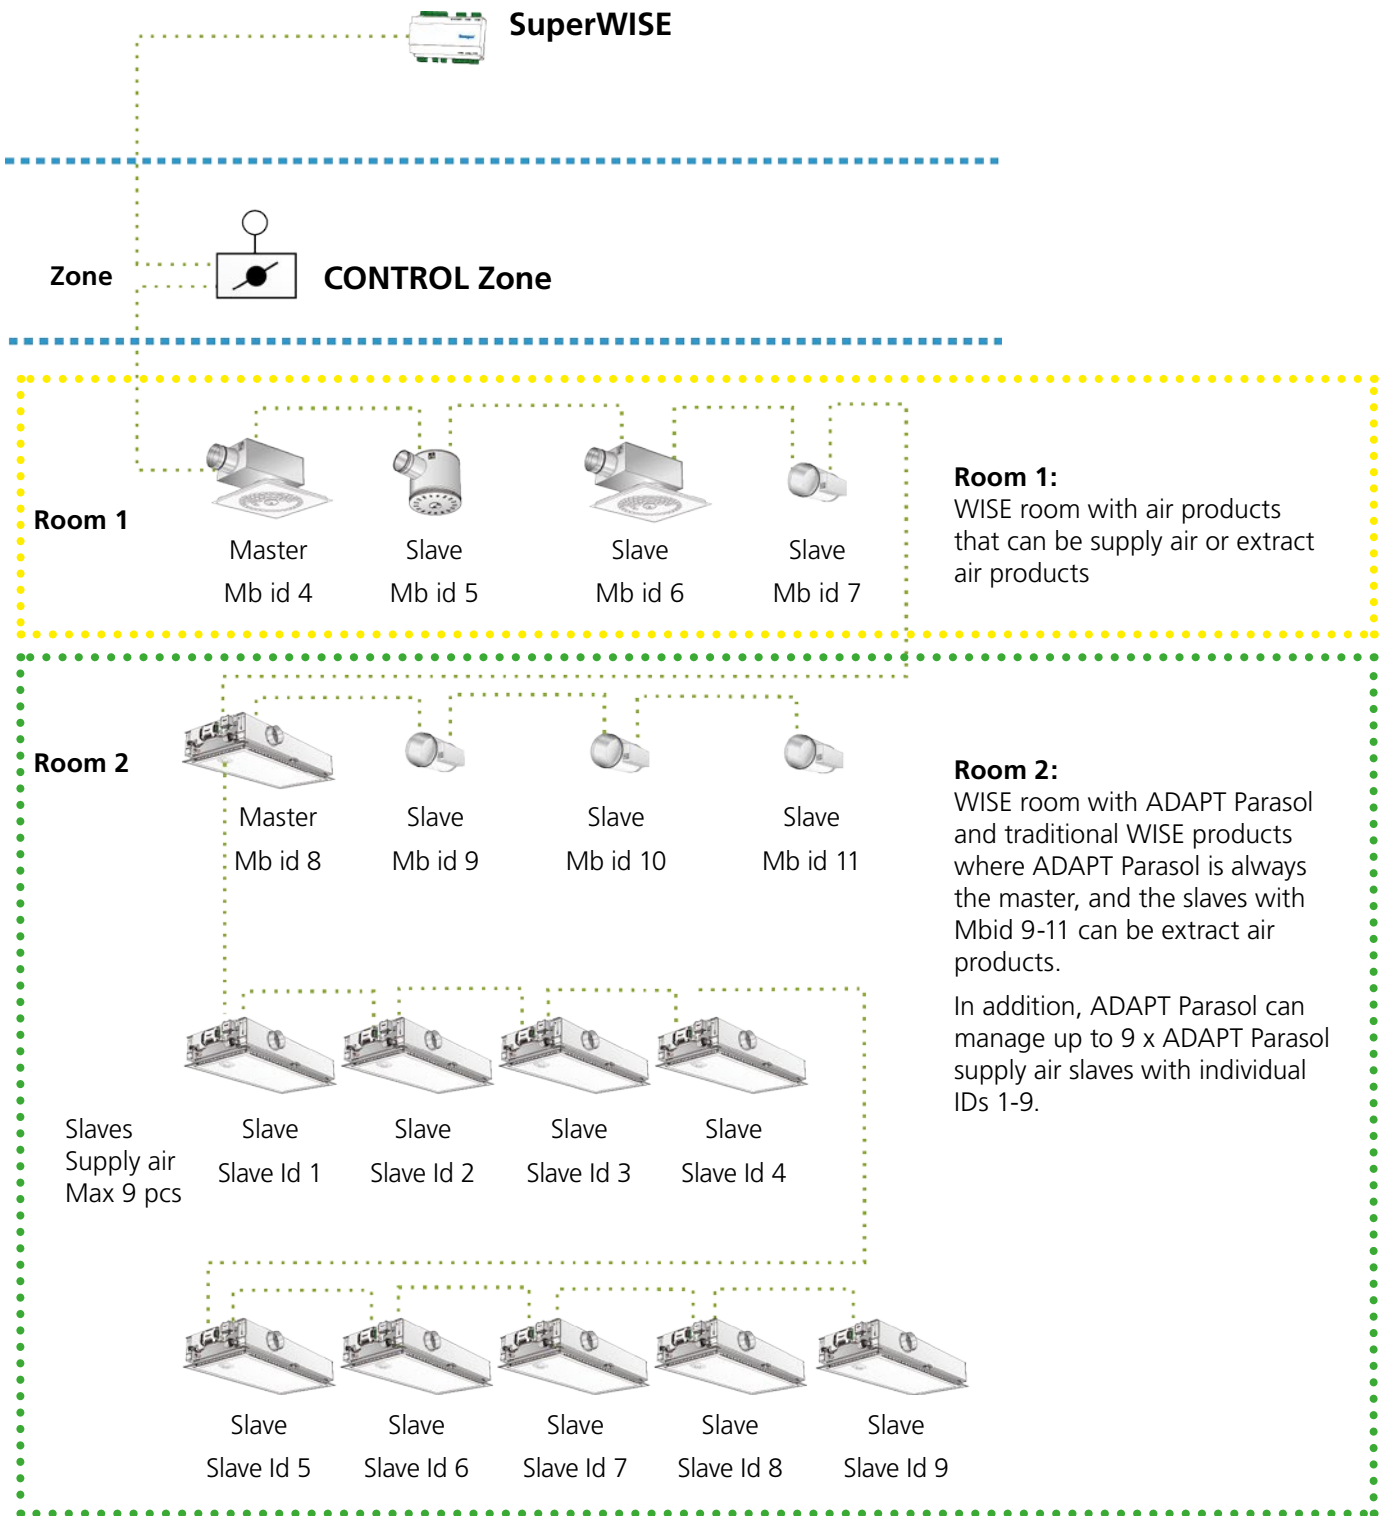 SuperWISE
Zone
CONTROL Zone
Room 1
Master
Mb id 4
Slave
Mb id 5
Slave
Mb id 6
Slave
Mb id 7
Room 1:
WISE room with air products
that can be supply air or extract
air products
Room 2
Master
Mb id 8
Slave
Mb id 9
Slave
Mb id 10
Slave
Mb id 11
Room 2:
WISE room with ADAPT Parasol
and traditional WISE products
where ADAPT Parasol is always
the master, and the slaves with
Mbid 9-11 can be extract air
products.
In addition, ADAPT Parasol can
manage up to 9 x ADAPT Parasol
supply air slaves with individual
IDs 1-9.
Slaves
Supply air
Max 9 pcs
Slave
Slave Id 1
Slave
Slave Id 2
Slave
Slave Id 3
Slave
Slave Id 4
Slave
Slave Id 5
Slave
Slave Id 6
Slave
Slave Id 7
Slave
Slave Id 8
Slave
Slave Id 9